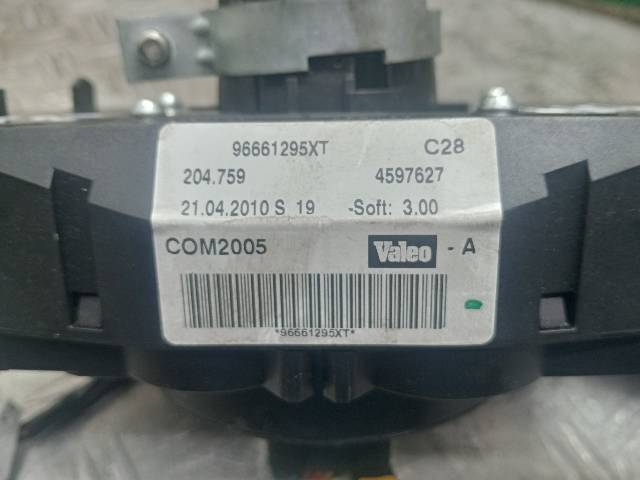 96661295XT C28
204.759 4597627
21.04.2010 S 19 -Soft: 3.00
COM2005 Valeo - A
*96661295XT*